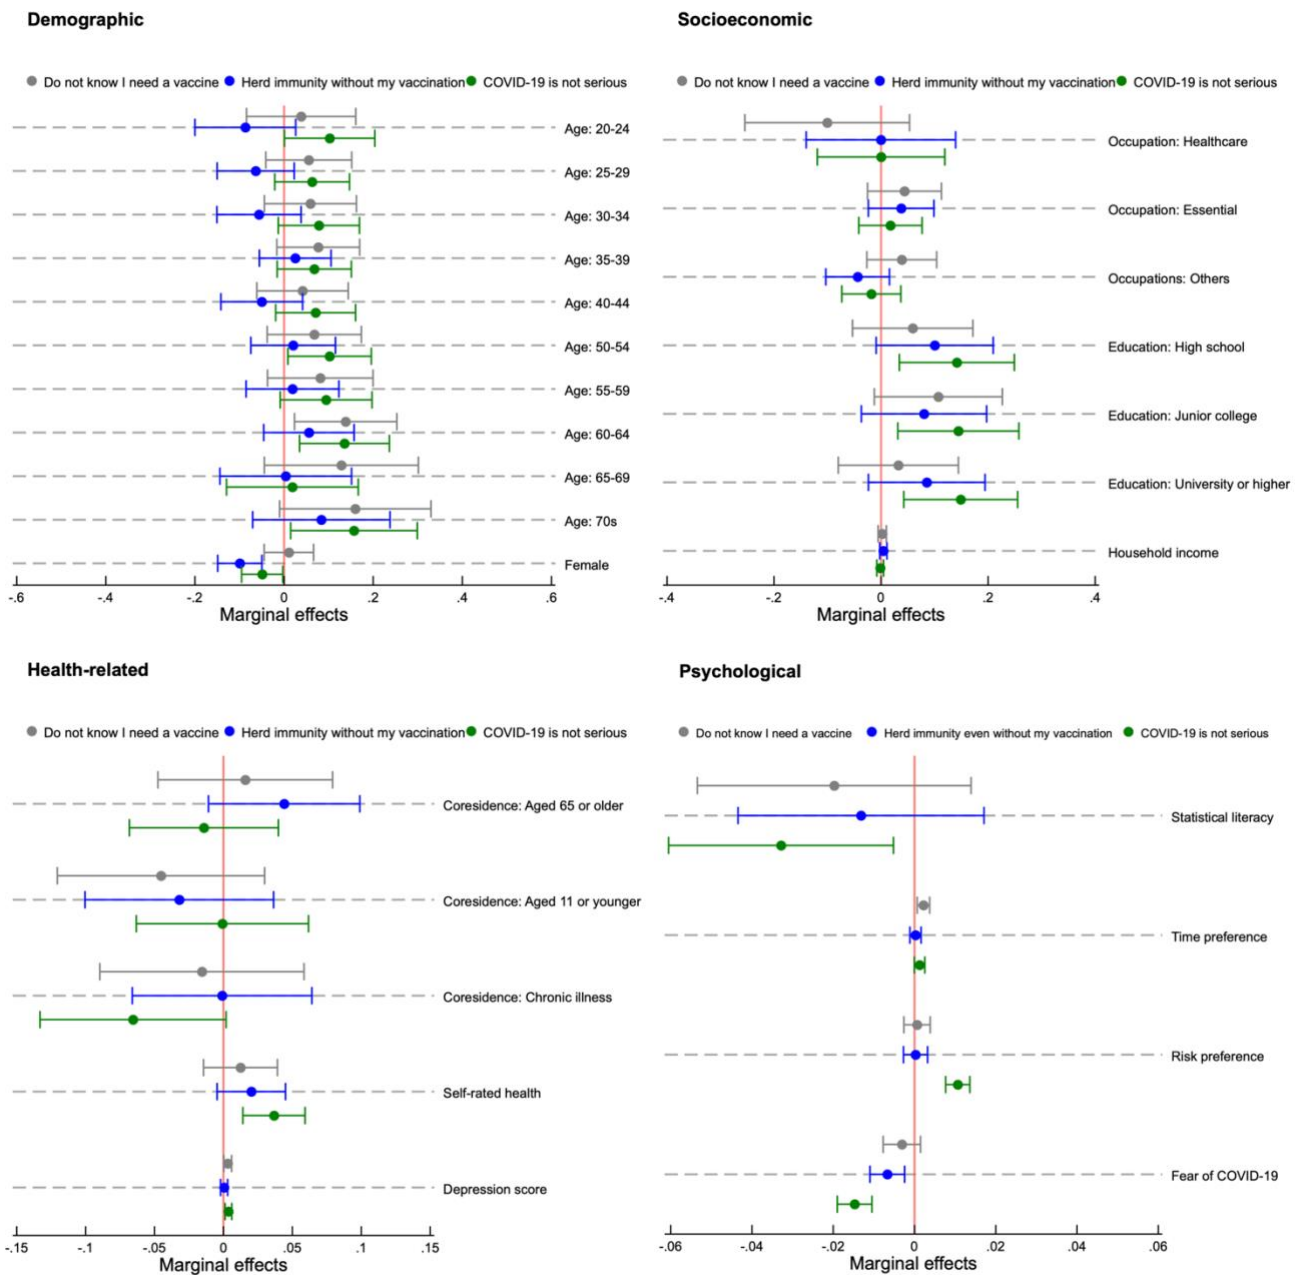 Demographic
Do not know I need a vaccine Herd immunity without my vaccination COVID-19 is not serious
Age: 20-24
Age: 25-29
Age: 30-34
Age: 35-39
Age: 40-44
Age: 50-54
Age: 55-59
Age: 60-64
Age: 65-69
Age: 70s
Female
-.6 -.4 -.2 0 .2 .4 .6
Marginal effects
Socioeconomic
Do not know I need a vaccine Herd immunity without my vaccination COVID-19 is not serious
Occupation: Healthcare
Occupation: Essential
Occupations: Others
Education: High school
Education: Junior college
Education: University or higher
Household income
-.4 -.2 0 .2 .4
Marginal effects
Health-related
Do not know I need a vaccine Herd immunity without my vaccination COVID-19 is not serious
Coresidence: Aged 65 or older
Coresidence: Aged 11 or younger
Coresidence: Chronic illness
Self-rated health
Depression score
-.15 -.1 -.05 0 .05 .1 .15
Marginal effects
Psychological
Do not know I need a vaccine Herd immunity even without my vaccination COVID-19 is not serious
Statistical literacy
Time preference
Risk preference
Fear of COVID-19
-.06 -.04 -.02 0 .02 .04 .06
Marginal effects